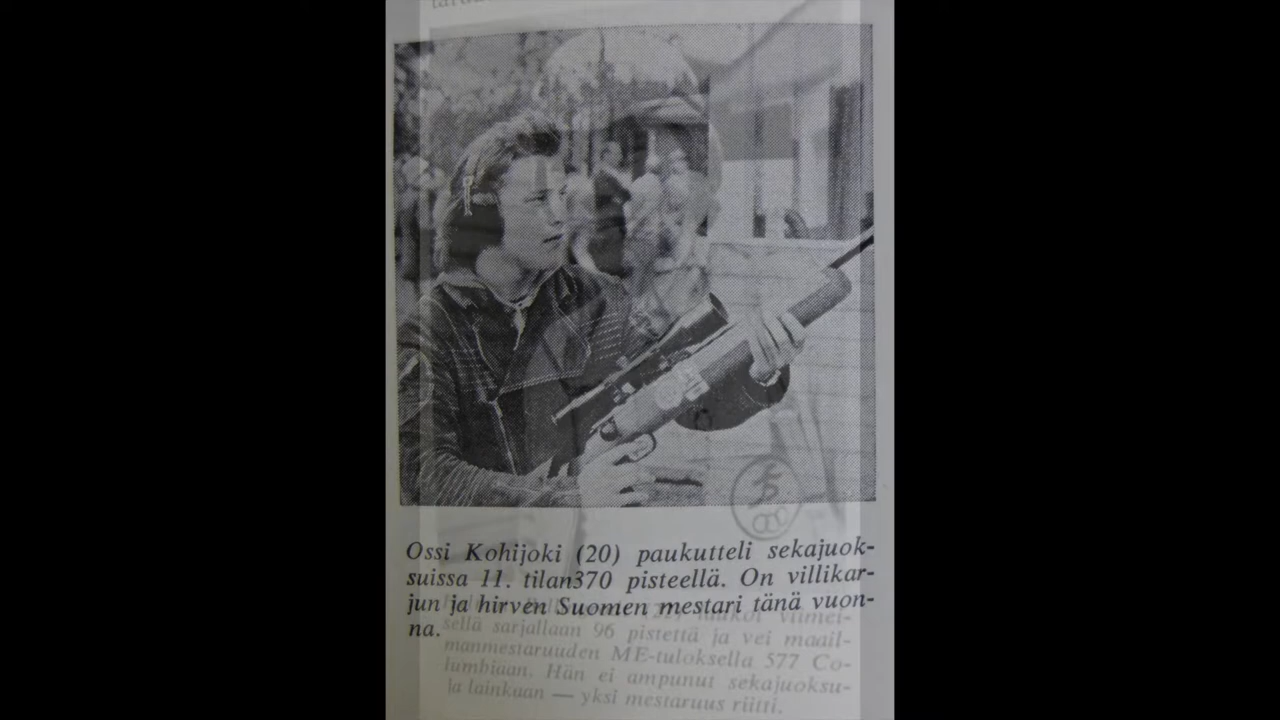 Ossi Kohijoki (20) paukutteli sekajuok-
suissa 11. tilan370 pisteellä. On villikar-
jun ja hirven Suomen mestari tänä vuon-
na.
sellä sarjallaan 96 pistettä ja vei maail-
manmestaruuden ME-tuloksella 577 Co-
lumbiaan. Hän ei ampunut sekajuoksu-
ja lainkaan — yksi mestaruus riitti.